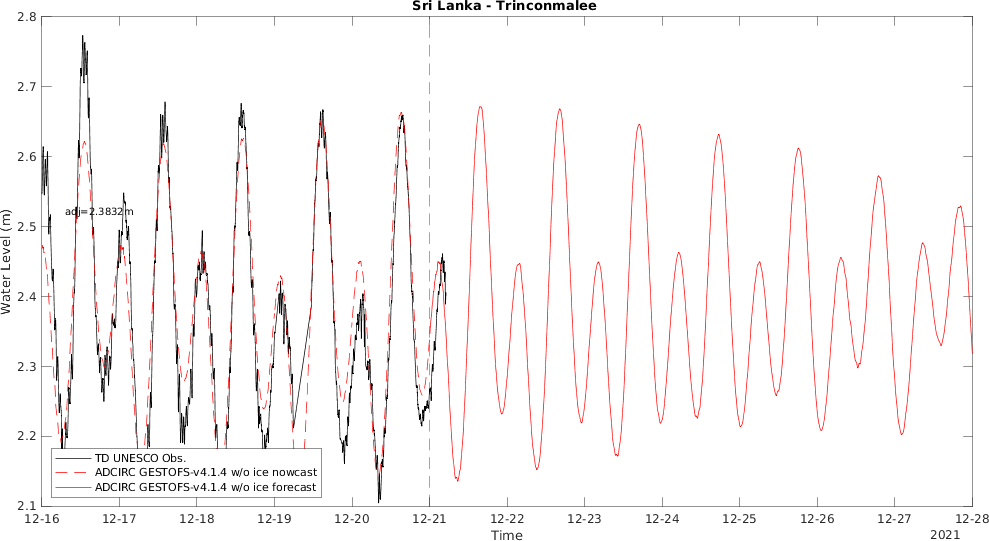 Sri Lanka - Trinconmalee
2.8
2.7
2.6
2.5
2.4
2.3
2.2
2.1
Water Level (m)
adj=2.3832m
TD UNESCO Obs.
ADCIRC GESTOFS-v4.1.4 w/o ice nowcast
ADCIRC GESTOFS-v4.1.4 w/o ice forecast
12-16 12-17 12-18 12-19 12-20 12-21 12-22 12-23 12-24 12-25 12-26 12-27 12-28
Time
2021